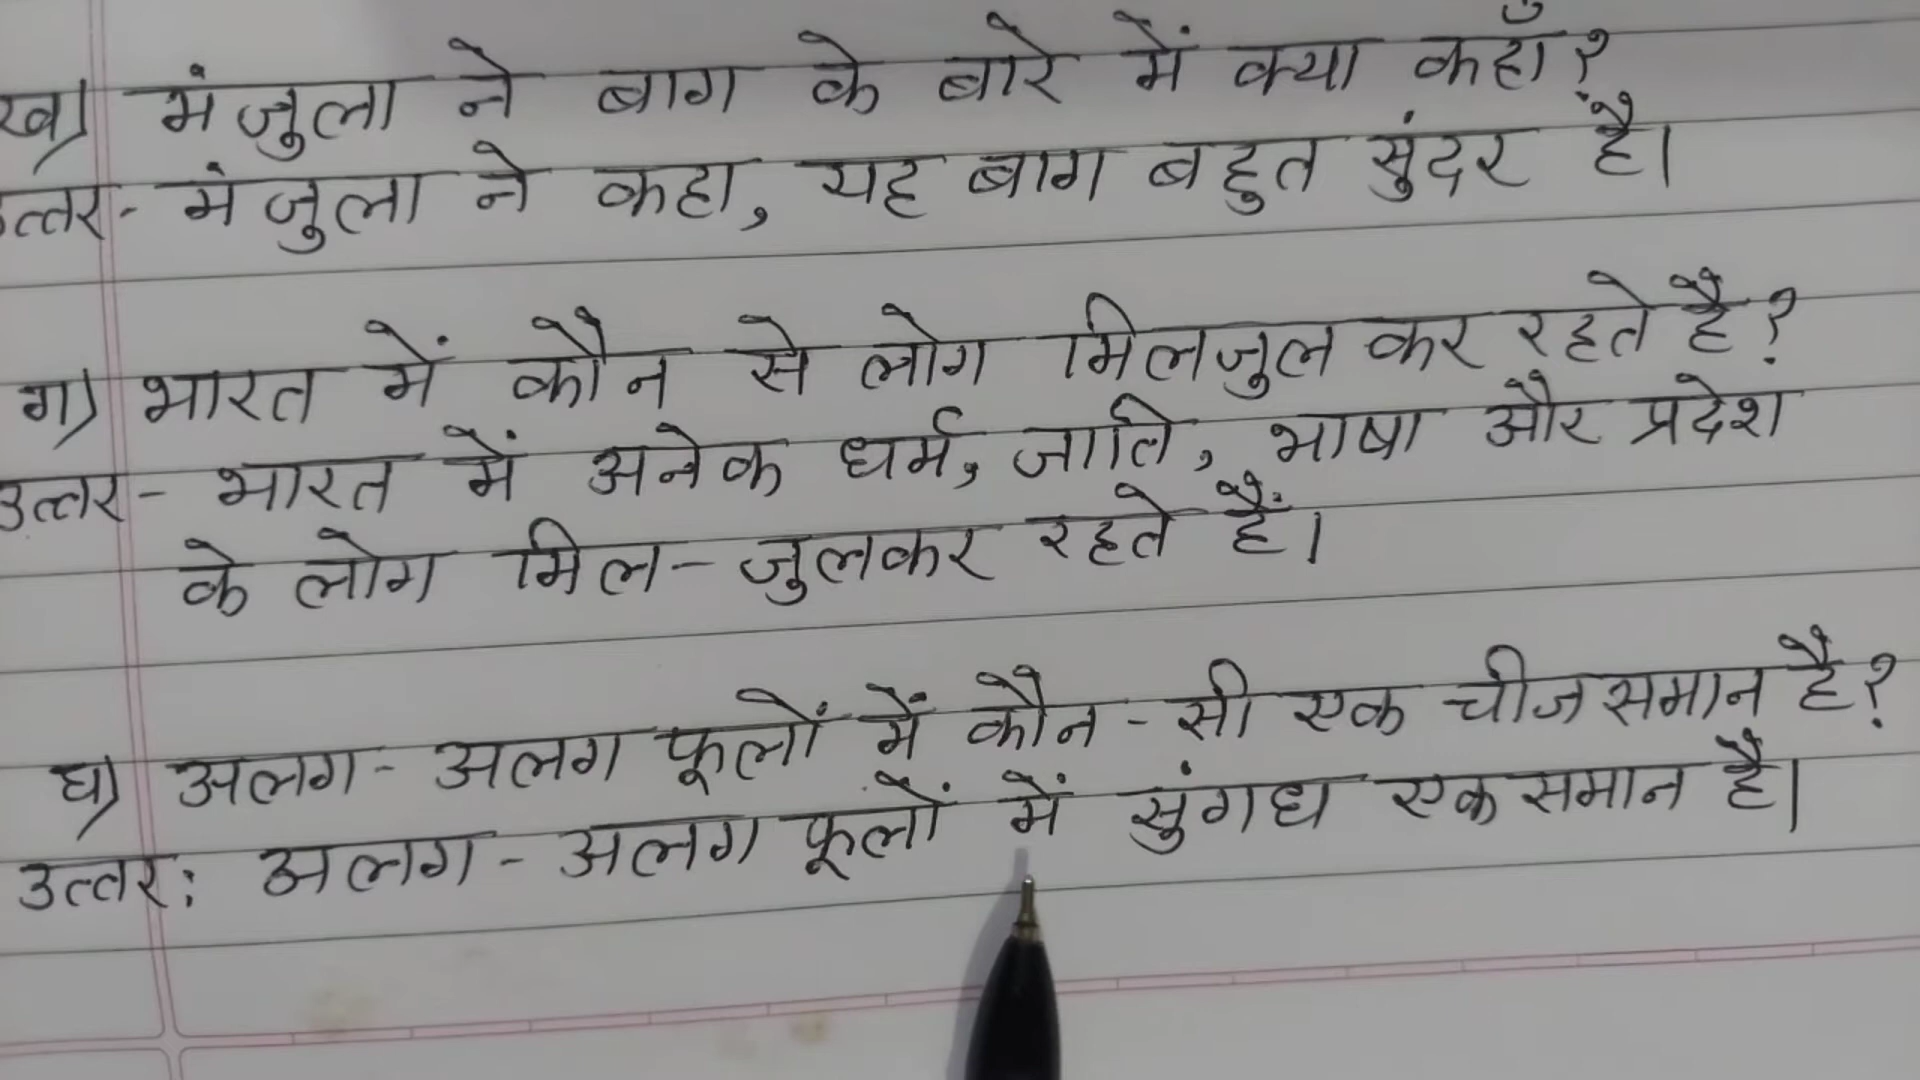 ख) मंजुला ने बाग के बारे में क्या कहाँ?
उत्तर- मंजुला ने कहा, यह बाग बहुत सुंदर है।
ग) भारत में कौन से लोग मिलजुल कर रहते है?
उत्तर- भारत में अनेक धर्म, जाति, भाषा और प्रदेश
के लोग मिल-जुलकर रहते हैं।
घ) अलग-अलग फूलों में कौन-सी एक चीज समान है?
उत्तर: अलग-अलग फूलों में सुंगध एक समान है।